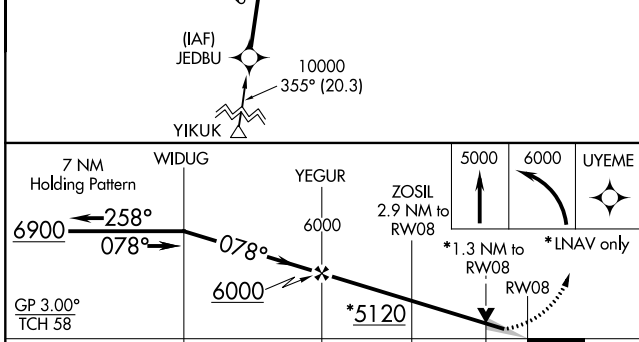 (IAF)
JEDBU
10000
355° (20.3)
YIKUK
7 NM
Holding Pattern
WIDUG
YEGUR
6000
ZOSIL
2.9 NM to
RW08
5000
6000
UYEME
*LNAV only
*1.3 NM to
RW08
RW08
6900
258°
078°
078°
6000
*5120
GP 3.00°
TCH 58